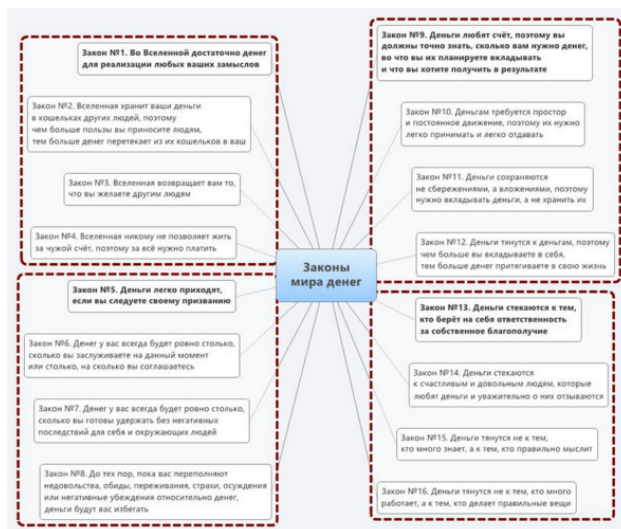 Закон №1. Во Вселенной достаточно денег
для реализации любых ваших замыслов
Закон №2. Вселенная хранит ваши деньги
в кошельках других людей, поэтому
чем больше пользы вы приносите людям,
тем больше денег перетекает из их кошельков в ваш
Закон №3. Вселенная возвращает вам то,
что вы желаете другим людям
Закон №4. Вселенная никому не позволяет жить
за чужой счёт, поэтому за всё нужно платить
Закон №5. Деньги легко приходят,
если вы следуете своему призванию
Закон №6. Денег у вас всегда будет ровно столько,
сколько вы заслуживаете на данный момент
или столько, на сколько вы соглашаетесь
Закон №7. Денег у вас всегда будет ровно столько,
сколько вы готовы удержать без негативных
последствий для себя и окружающих людей
Закон №8. До тех пор, пока вас переполняют
недовольства, обиды, переживания, страхи, осуждения
или негативные убеждения относительно денег,
деньги будут вас избегать
Законы
мира денег
Закон №9. Деньги любят счёт, поэтому вы
должны точно знать, сколько вам нужно денег,
во что вы их планируете вкладывать
и что вы хотите получить в результате
Закон №10. Деньгам требуется простор
и постоянное движение, поэтому их нужно
легко принимать и легко отдавать
Закон №11. Деньги сохраняются
не сбережениями, а вложениями, поэтому
нужно вкладывать деньги, а не хранить их
Закон №12. Деньги тянутся к деньгам, поэтому
чем больше вы вкладываете в себя,
тем больше денег притягиваете в свою жизнь
Закон №13. Деньги стекаются к тем,
кто берёт на себя ответственность
за собственное благополучие
Закон №14. Деньги стекаются
к счастливым и довольным людям, которые
любят деньги и уважительно о них отзываются
Закон №15. Деньги тянутся не к тем,
кто много знает, а к тем, кто правильно мыслит
Закон №16. Деньги тянутся не к тем, кто много
работает, а к тем, кто делает правильные вещи